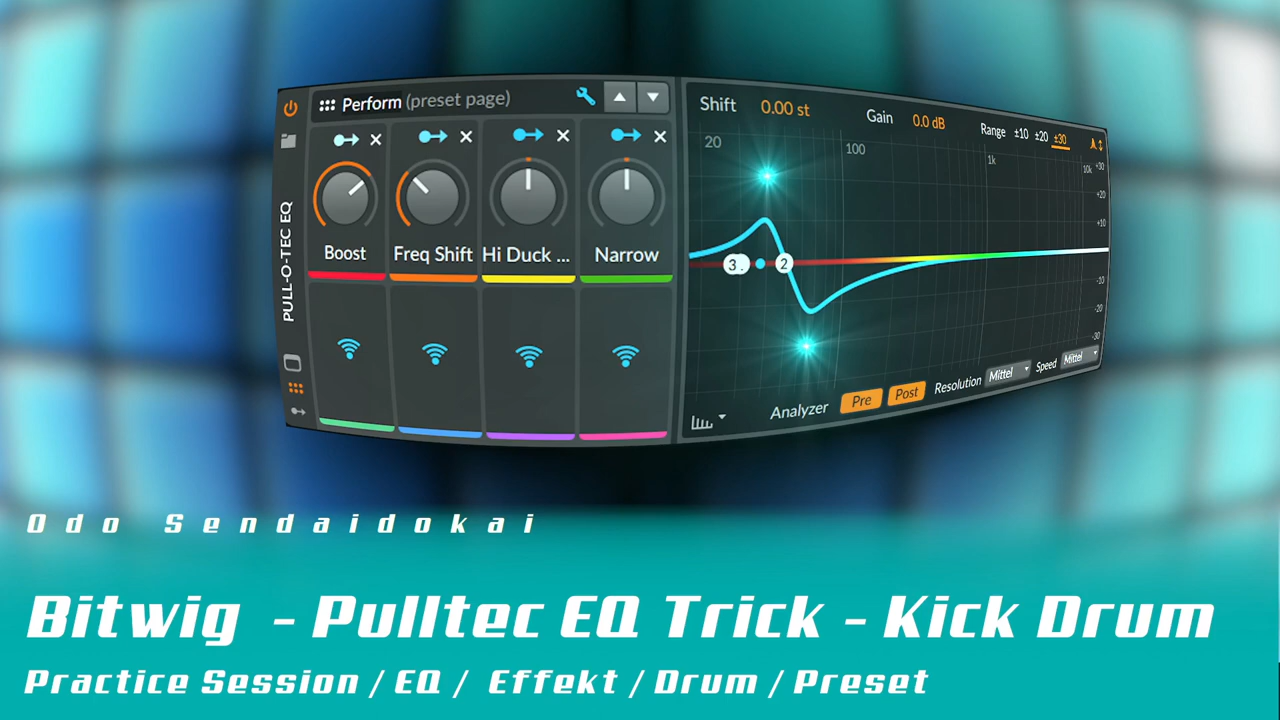 Perform (preset page)
PULL-O-TEC EQ
Boost
Freq Shift
Hi Duck ...
Narrow
Shift 0.00 st
Gain 0.0 dB
Range ±10 ±20 ±30
20
100
1k
10k
+30
+20
+10
-10
-20
-30
3.
2
Analyzer Pre Post Resolution Mittel Speed Mittel
Odo Sendaidokai
Bitwig - Pulltec EQ Trick - Kick Drum
Practice Session / EQ / Effekt / Drum / Preset